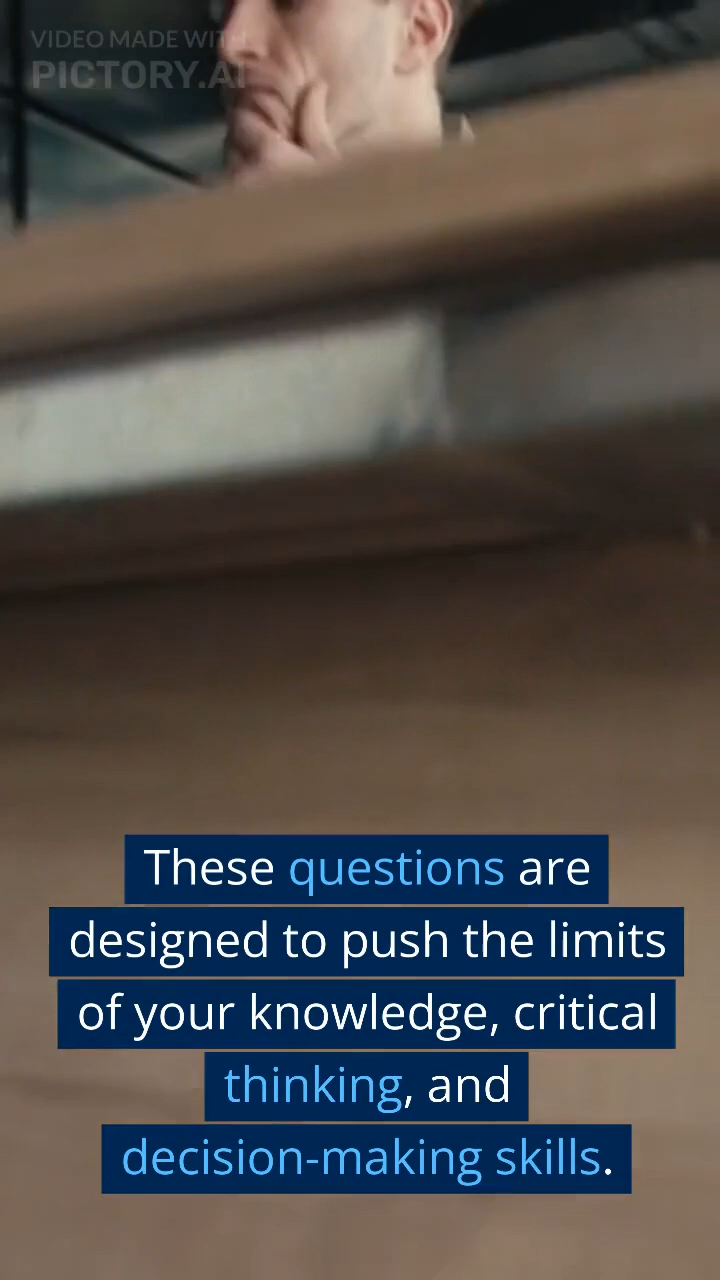 VIDEO MADE WITH
PICTORY.AI
These questions are
designed to push the limits
of your knowledge, critical
thinking, and
decision-making skills.